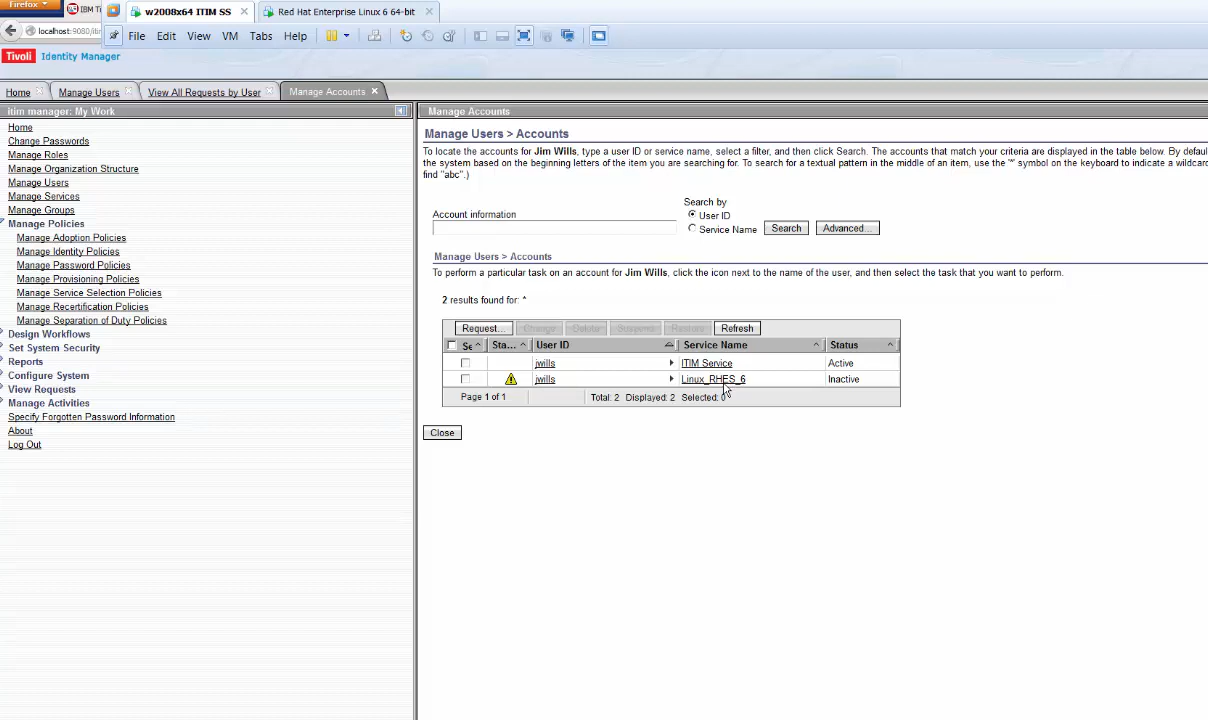 Firefox
IBM Ti
w2008x64 ITIM SS
Red Hat Enterprise Linux 6 64-bit
localhost:9080/iti
File Edit View VM Tabs Help
Tivoli Identity Manager
Home Manage Users View All Requests by User Manage Accounts
itim manager: My Work
Home
Change Passwords
Manage Roles
Manage Organization Structure
Manage Users
Manage Services
Manage Groups
Manage Policies
Manage Adoption Policies
Manage Identity Policies
Manage Password Policies
Manage Provisioning Policies
Manage Service Selection Policies
Manage Recertification Policies
Manage Separation of Duty Policies
Design Workflows
Set System Security
Reports
Configure System
View Requests
Manage Activities
Specify Forgotten Password Information
About
Log Out
Manage Accounts
Manage Users > Accounts
To locate the accounts for Jim Wills, type a user ID or service name, select a filter, and then click Search. The accounts that match your criteria are displayed in the table below. By defaul
the system based on the beginning letters of the item you are searching for. To search for a textual pattern in the middle of an item, use the "*" symbol on the keyboard to indicate a wildcard
find "abc".)
Search by
Account information
User ID
Service Name Search Advanced...
Manage Users > Accounts
To perform a particular task on an account for Jim Wills, click the icon next to the name of the user, and then select the task that you want to perform.
2 results found for: *
Request... Change Delete Suspend Restore Refresh
Se Sta... User ID Service Name Status
jwills ITIM Service Active
jwills Linux_RHES_6 Inactive
Page 1 of 1 Total: 2 Displayed: 2 Selected: 0
Close